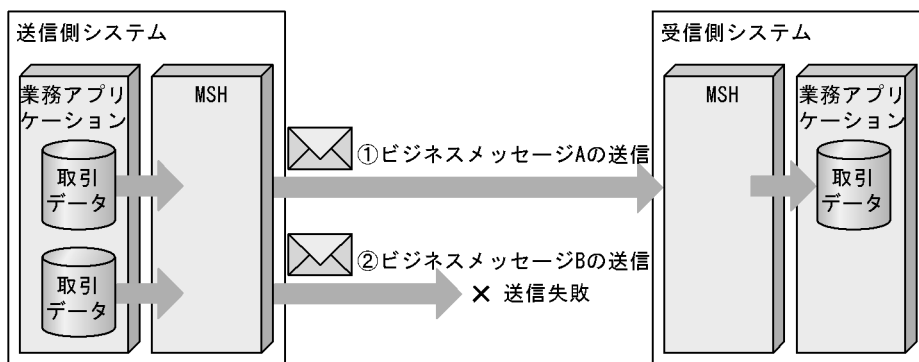 送信側システム
業務アプリ
ケーション
MSH
取引
データ
取引
データ
①ビジネスメッセージAの送信
②ビジネスメッセージBの送信
× 送信失敗
受信側システム
MSH
業務アプリ
ケーション
取引
データ